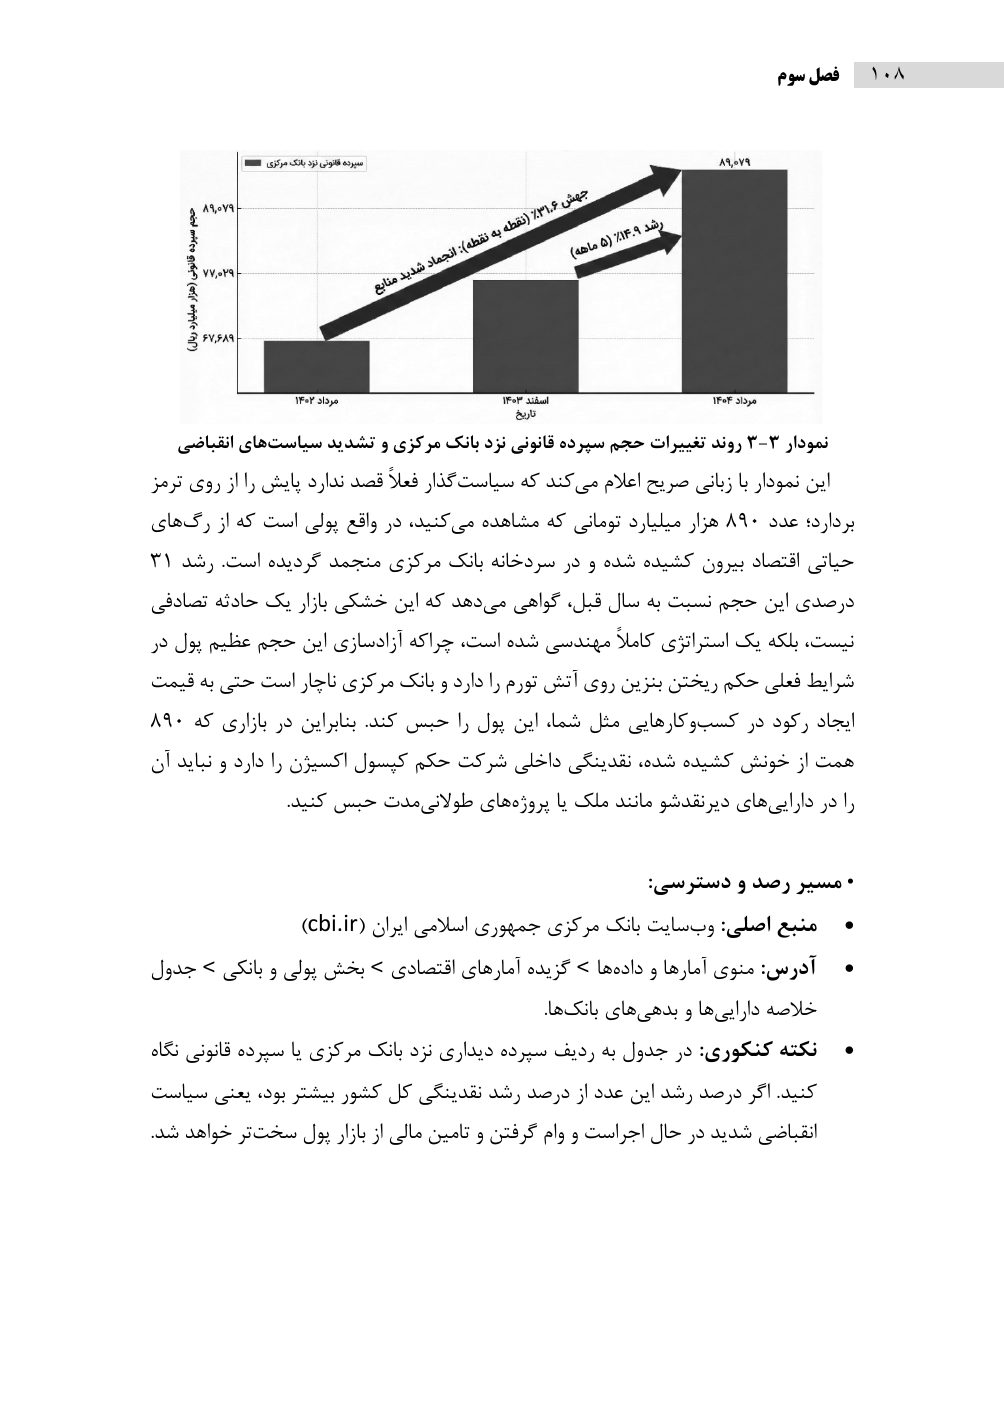 ۱۰۸ فصل سوم
سپرده قانونی نزد بانک مرکزی
۸۹,۰۷۹
جهش ۳۱.۶٪ (نقطه به نقطه): انجماد شدید منابع
رشد ۱۴.۹٪ (۵ ماهه)
حجم سپرده قانونی (هزار میلیارد ریال)
۸۹,۰۷۹
۷۷,۰۲۹
۶۷,۶۸۹
مرداد ۱۴۰۲
اسفند ۱۴۰۳
مرداد ۱۴۰۴
تاریخ
نمودار ۳-۳ روند تغییرات حجم سپرده قانونی نزد بانک مرکزی و تشدید سیاست‌های انقباضی
این نمودار با زبانی صریح اعلام می‌کند که سیاست‌گذار فعلاً قصد ندارد پایش را از روی ترمز
بردارد؛ عدد ۸۹۰ هزار میلیارد تومانی که مشاهده می‌کنید، در واقع پولی است که از رگ‌های
حیاتی اقتصاد بیرون کشیده شده و در سردخانه بانک مرکزی منجمد گردیده است. رشد ۳۱
درصدی این حجم نسبت به سال قبل، گواهی می‌دهد که این خشکی بازار یک حادثه تصادفی
نیست، بلکه یک استراتژی کاملاً مهندسی شده است، چراکه آزادسازی این حجم عظیم پول در
شرایط فعلی حکم ریختن بنزین روی آتش تورم را دارد و بانک مرکزی ناچار است حتی به قیمت
ایجاد رکود در کسب‌وکارهایی مثل شما، این پول را حبس کند. بنابراین در بازاری که ۸۹۰
همت از خونش کشیده شده، نقدینگی داخلی شرکت حکم کپسول اکسیژن را دارد و نباید آن
را در دارایی‌های دیرنقدشو مانند ملک یا پروژه‌های طولانی‌مدت حبس کنید.
• مسیر رصد و دسترسی:
• منبع اصلی: وب‌سایت بانک مرکزی جمهوری اسلامی ایران (cbi.ir)
• آدرس: منوی آمارها و داده‌ها > گزیده آمارهای اقتصادی > بخش پولی و بانکی > جدول
خلاصه دارایی‌ها و بدهی‌های بانک‌ها.
• نکته کنکوری: در جدول به ردیف سپرده دیداری نزد بانک مرکزی یا سپرده قانونی نگاه
کنید. اگر درصد رشد این عدد از درصد رشد نقدینگی کل کشور بیشتر بود، یعنی سیاست
انقباضی شدید در حال اجراست و وام گرفتن و تامین مالی از بازار پول سخت‌تر خواهد شد.